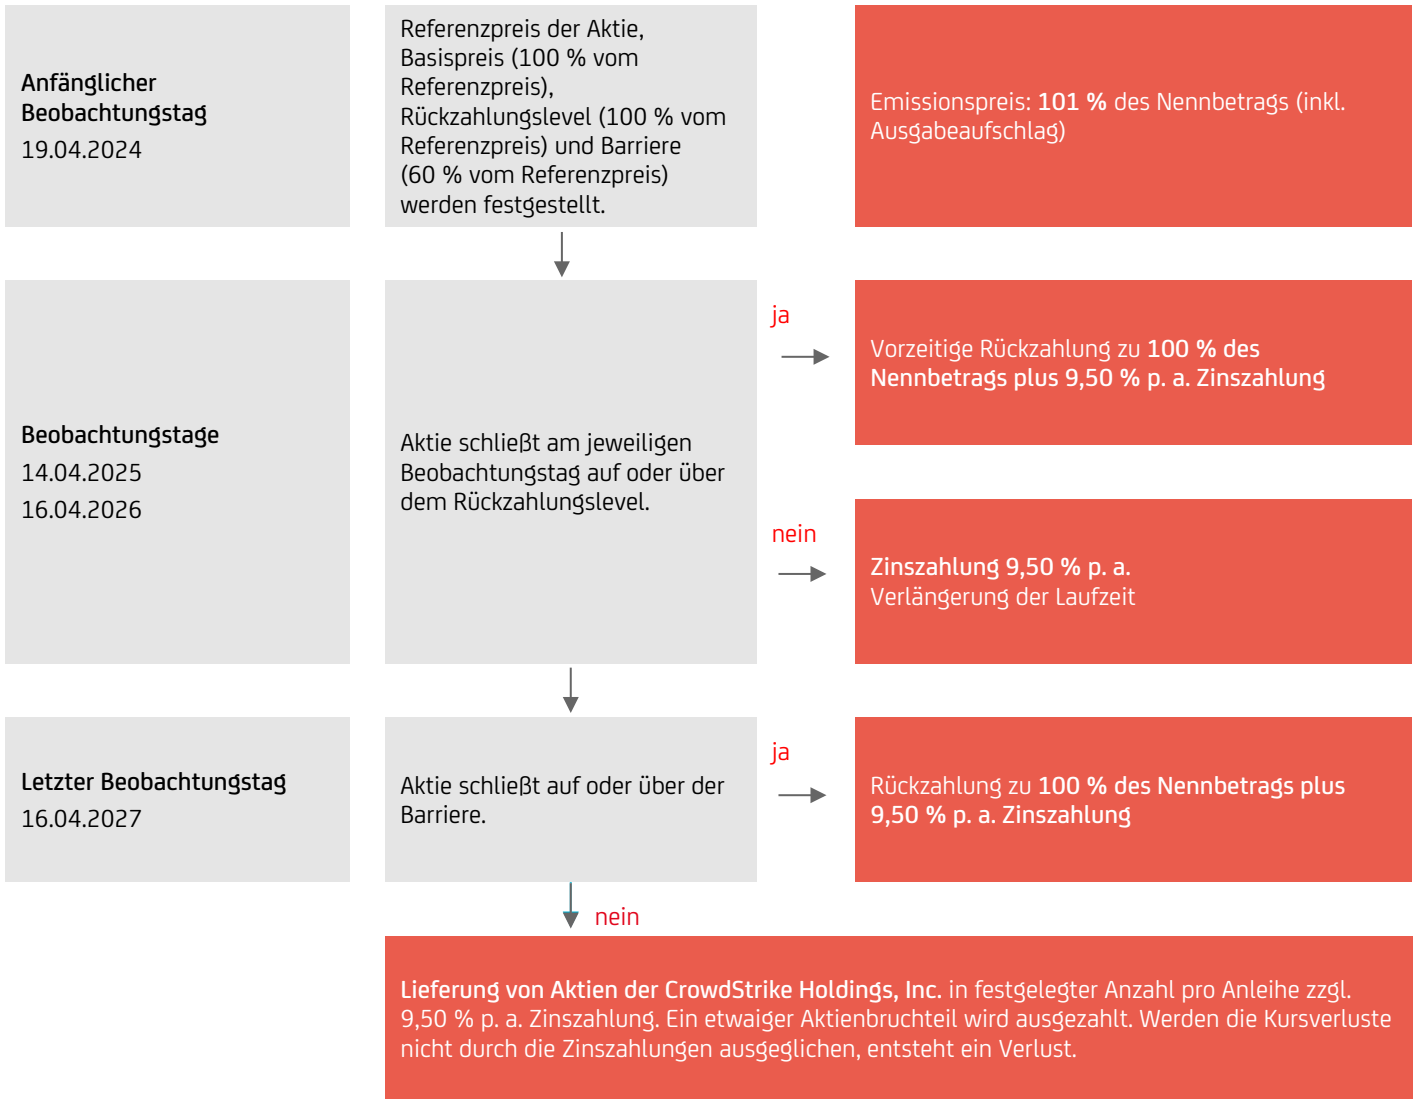 Anfänglicher
Beobachtungstag
19.04.2024
Referenzpreis der Aktie,
Basispreis (100 % vom
Referenzpreis),
Rückzahlungslevel (100 % vom
Referenzpreis) und Barriere
(60 % vom Referenzpreis)
werden festgestellt.
Emissionspreis: 101 % des Nennbetrags (inkl.
Ausgabeaufschlag)
Beobachtungstage
14.04.2025
16.04.2026
Aktie schließt am jeweiligen
Beobachtungstag auf oder über
dem Rückzahlungslevel.
ja
Vorzeitige Rückzahlung zu 100 % des
Nennbetrags plus 9,50 % p. a. Zinszahlung
nein
Zinszahlung 9,50 % p. a.
Verlängerung der Laufzeit
Letzter Beobachtungstag
16.04.2027
Aktie schließt auf oder über der
Barriere.
ja
Rückzahlung zu 100 % des Nennbetrags plus
9,50 % p. a. Zinszahlung
nein
Lieferung von Aktien der CrowdStrike Holdings, Inc. in festgelegter Anzahl pro Anleihe zzgl.
9,50 % p. a. Zinszahlung. Ein etwaiger Aktienbruchteil wird ausgezahlt. Werden die Kursverluste
nicht durch die Zinszahlungen ausgeglichen, entsteht ein Verlust.